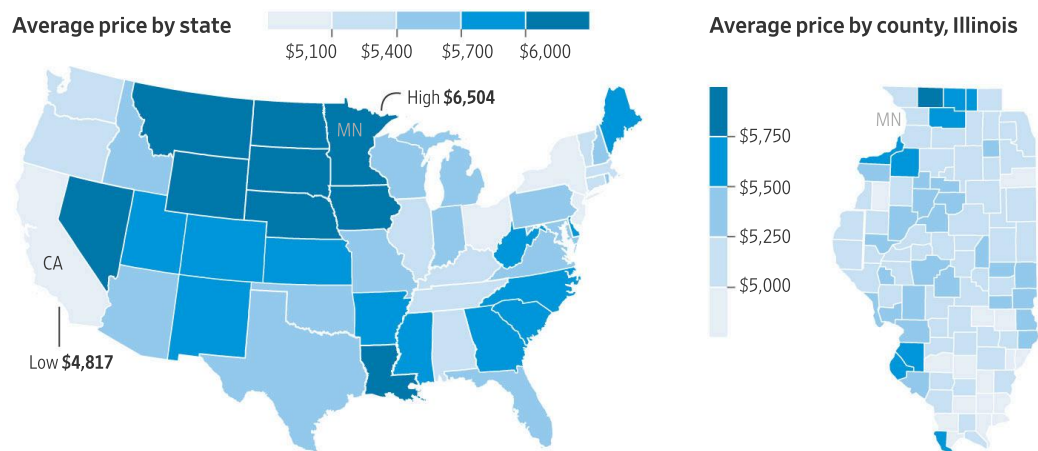 Average price by state
$5,100 $5,400 $5,700 $6,000
High $6,504
MN
CA
Low $4,817
Average price by county, Illinois
MN
$5,750
$5,500
$5,250
$5,000